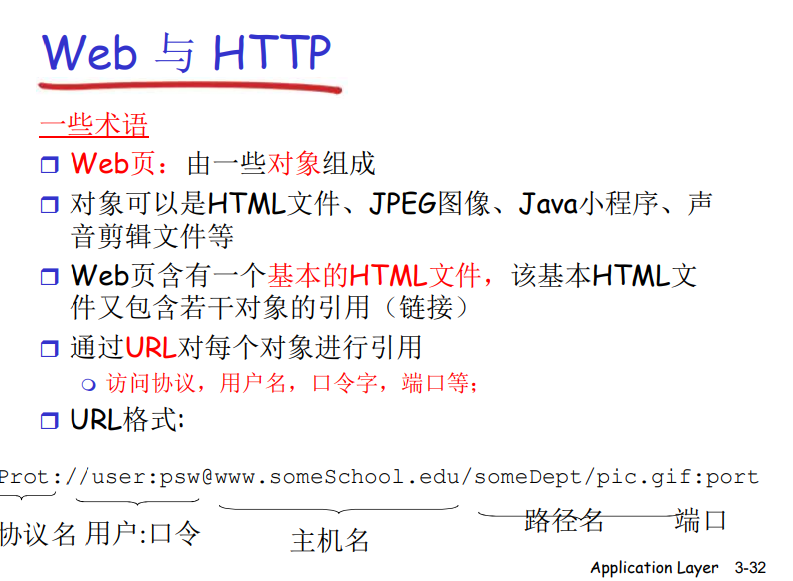 Web 与 HTTP
一些术语
Web页：由一些对象组成
对象可以是HTML文件、JPEG图像、Java小程序、声
音剪辑文件等
Web页含有一个基本的HTML文件，该基本HTML文
件又包含若干对象的引用（链接）
通过URL对每个对象进行引用
访问协议，用户名，口令字，端口等；
URL格式:
Prot://user:psw@www.someSchool.edu/someDept/pic.gif:port
协议名 用户:口令 主机名 路径名 端口
Application Layer 3-32